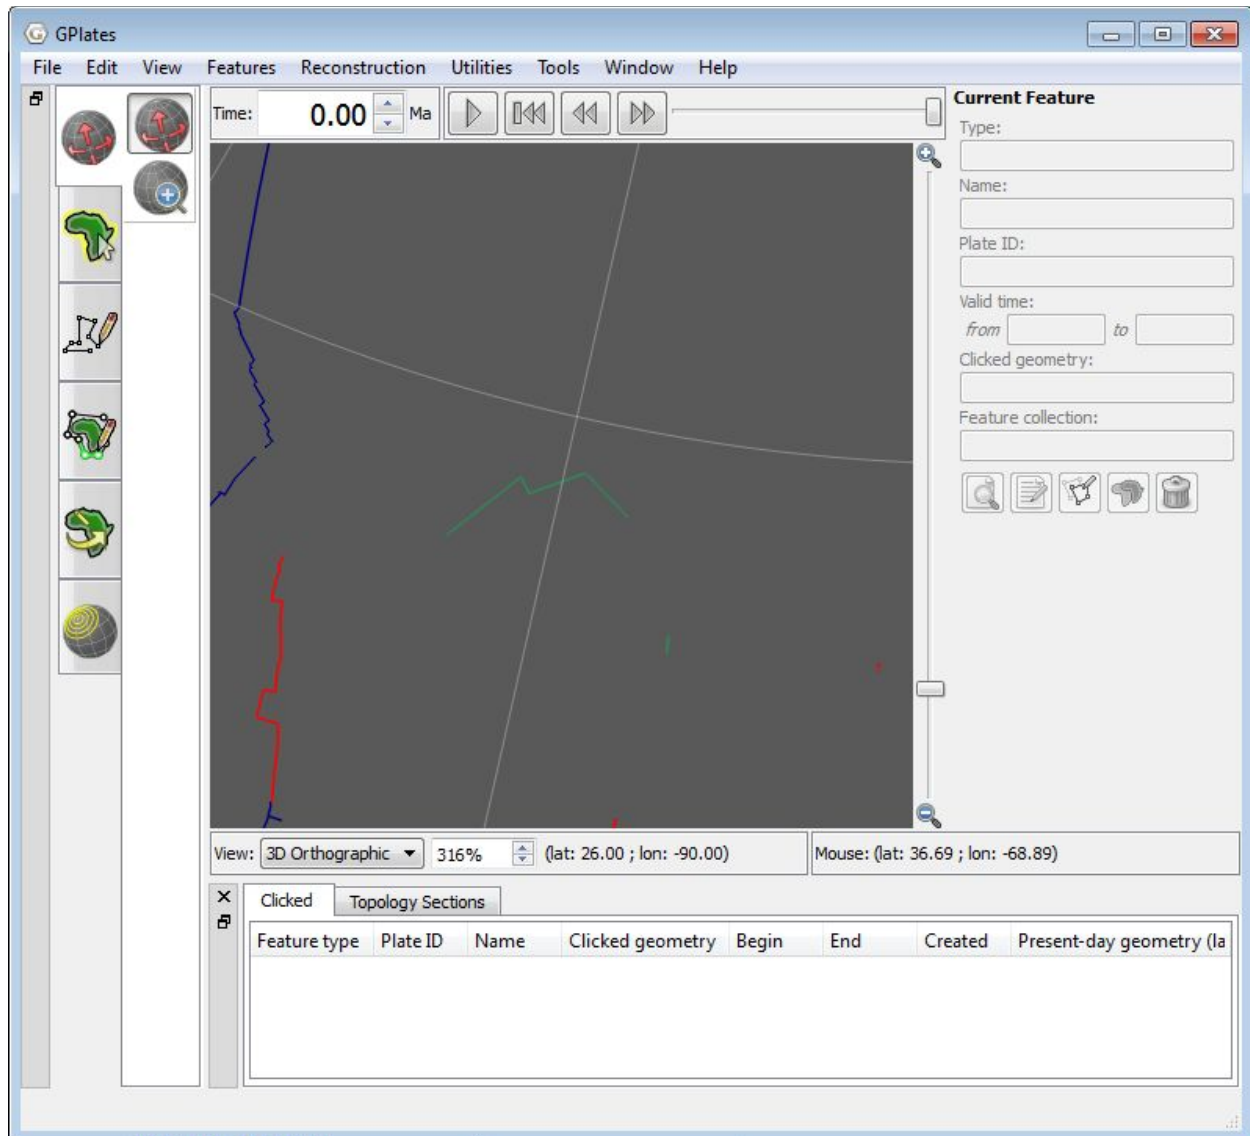 GPlates
File Edit View Features Reconstruction Utilities Tools Window Help
Time: 0.00 Ma
Current Feature
Type:
Name:
Plate ID:
Valid time:
from to
Clicked geometry:
Feature collection:
View: 3D Orthographic 316% (lat: 26.00 ; lon: -90.00) Mouse: (lat: 36.69 ; lon: -68.89)
Clicked Topology Sections
Feature type Plate ID Name Clicked geometry Begin End Created Present-day geometry (la